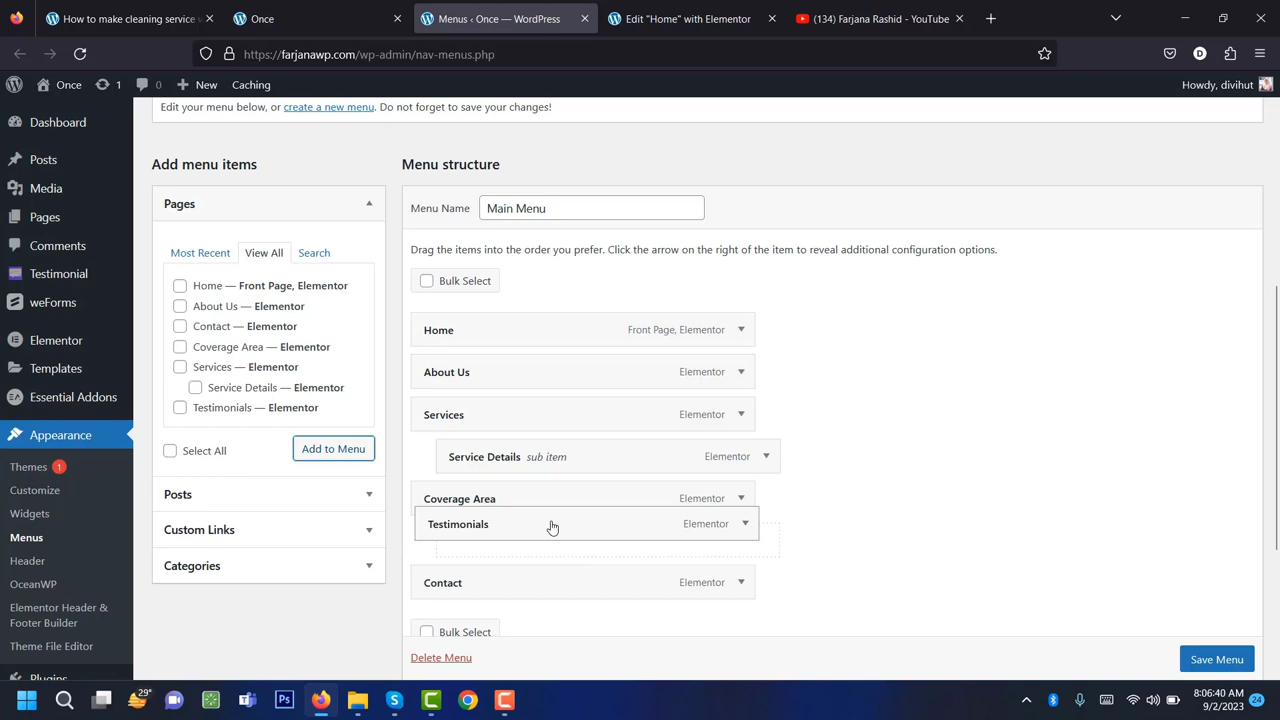 How to make cleaning service w
Once
Menus ‹ Once — WordPress
Edit "Home" with Elementor
(134) Farjana Rashid - YouTube
https://farjanawp.com/wp-admin/nav-menus.php
Once
1
0
New
Caching
Howdy, divihut
Dashboard
Posts
Media
Pages
Comments
Testimonial
weForms
Elementor
Templates
Essential Addons
Appearance
Themes 1
Customize
Widgets
Menus
Header
OceanWP
Elementor Header &
Footer Builder
Theme File Editor
Plugins
Edit your menu below, or create a new menu. Do not forget to save your changes!
Add menu items
Pages
Most Recent
View All
Search
Home — Front Page, Elementor
About Us — Elementor
Contact — Elementor
Coverage Area — Elementor
Services — Elementor
Service Details — Elementor
Testimonials — Elementor
Select All
Add to Menu
Posts
Custom Links
Categories
Menu structure
Menu Name
Main Menu
Drag the items into the order you prefer. Click the arrow on the right of the item to reveal additional configuration options.
Bulk Select
Home Front Page, Elementor
About Us Elementor
Services Elementor
Service Details sub item Elementor
Coverage Area Elementor
Testimonials Elementor
Contact Elementor
Bulk Select
Delete Menu
Save Menu
29°
Ps
8:06:40 AM
9/2/2023
24